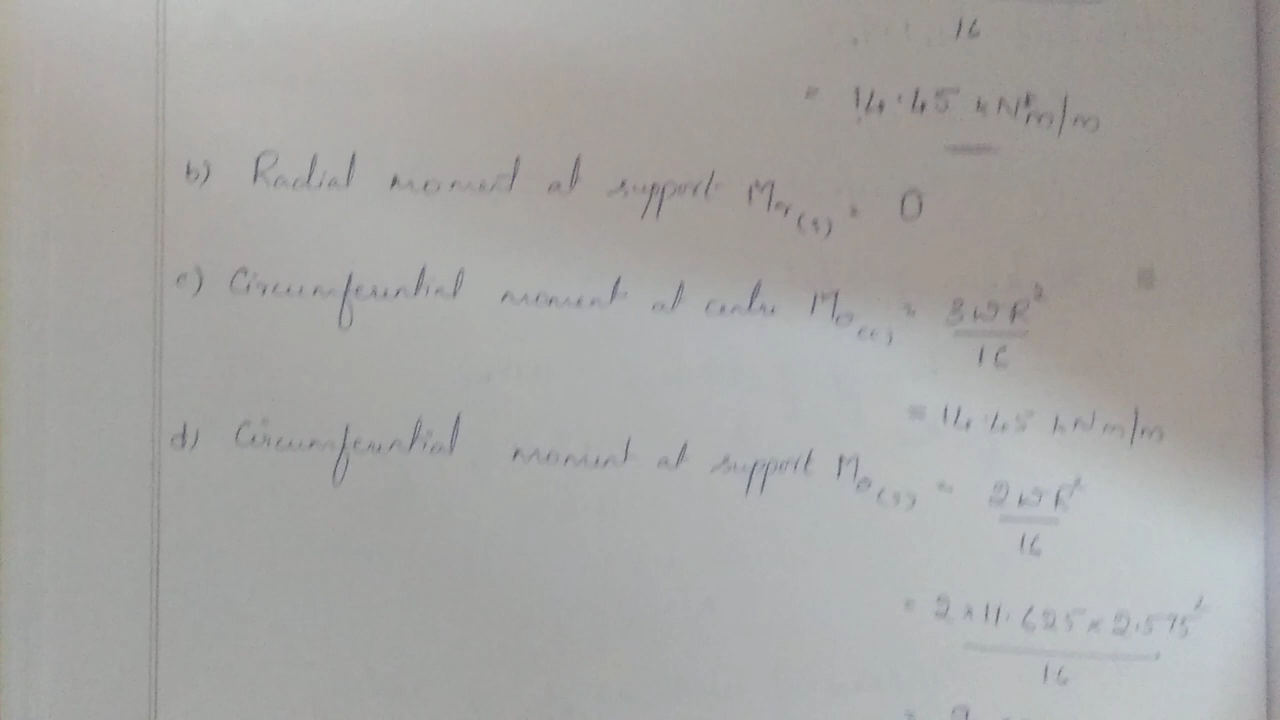 16
= 14.45 kNm/m
b) Radial moment at support Mr(s) = 0
c) Circumferential moment at centre Mθ(c) = 3wR²
16
= 14.45 kNm/m
d) Circumferential moment at support Mθ(s) = 2wR²
16
= 2×11.625×2.575²
16